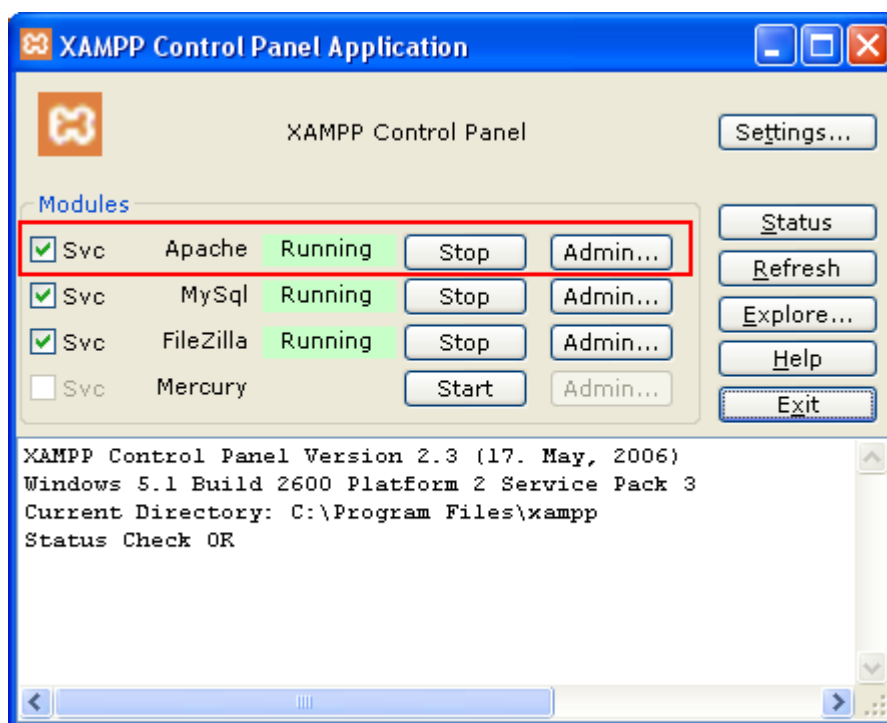 XAMPP Control Panel Application
XAMPP Control Panel
Settings...
Modules
Svc Apache Running Stop Admin...
Svc MySql Running Stop Admin...
Svc FileZilla Running Stop Admin...
Svc Mercury Start Admin...
Status
Refresh
Explore...
Help
Exit
XAMPP Control Panel Version 2.3 (17. May, 2006)
Windows 5.1 Build 2600 Platform 2 Service Pack 3
Current Directory: C:\Program Files\xampp
Status Check OK